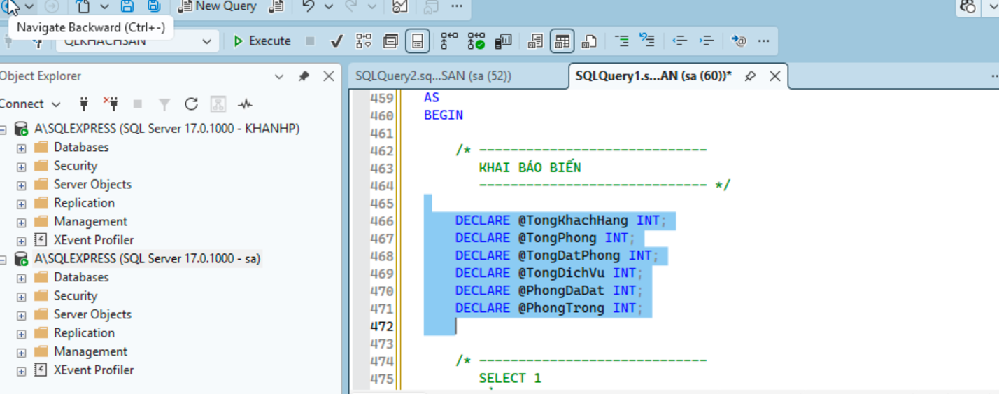 New Query
Navigate Backward (Ctrl+-)
QLKHACHSAN
Execute
Object Explorer
Connect
A\SQLEXPRESS (SQL Server 17.0.1000 - KHANHP)
Databases
Security
Server Objects
Replication
Management
XEvent Profiler
A\SQLEXPRESS (SQL Server 17.0.1000 - sa)
Databases
Security
Server Objects
Replication
Management
XEvent Profiler
SQLQuery2.sq...SAN (sa (52))
SQLQuery1.s...AN (sa (60))*
459 AS
460 BEGIN
461
462 /* -----------------------------
463 KHAI BÁO BIẾN
464 ----------------------------- */
465
466 DECLARE @TongKhachHang INT;
467 DECLARE @TongPhong INT;
468 DECLARE @TongDatPhong INT;
469 DECLARE @TongDichVu INT;
470 DECLARE @PhongDaDat INT;
471 DECLARE @PhongTrong INT;
472
473
474 /* -----------------------------
475 SELECT 1